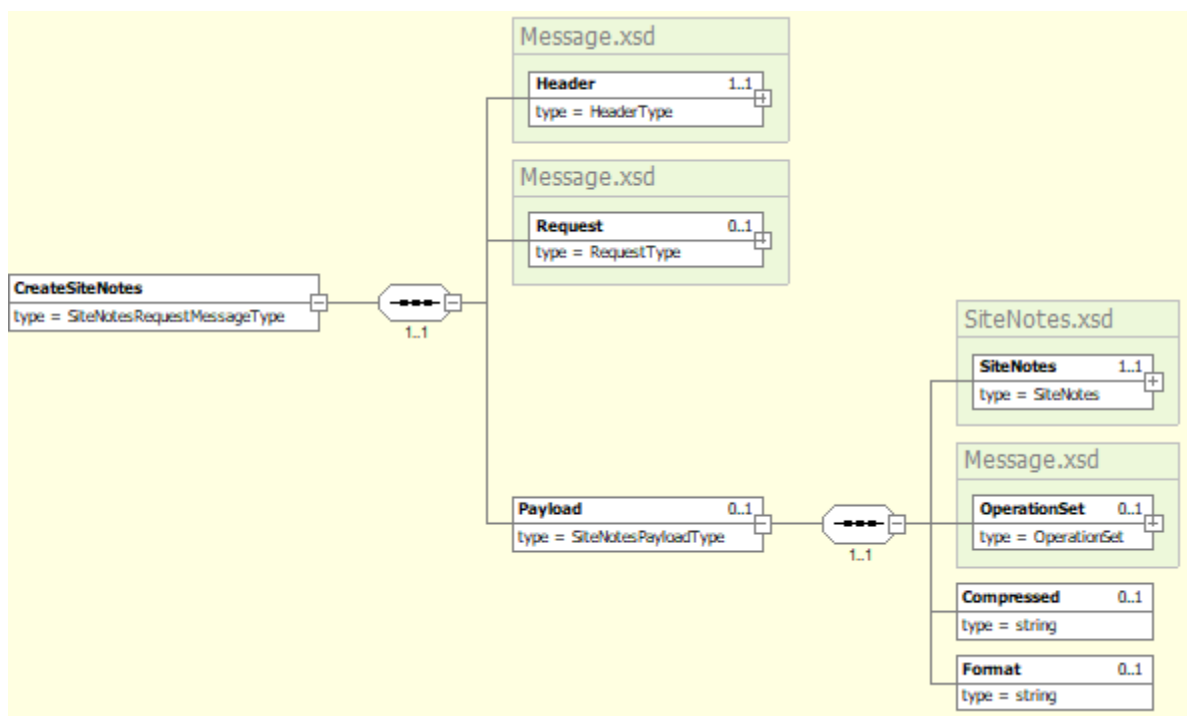 Message.xsd
Header 1..1
type = HeaderType
Message.xsd
Request 0..1
type = RequestType
CreateSiteNotes
type = SiteNotesRequestMessageType
1..1
SiteNotes.xsd
SiteNotes 1..1
type = SiteNotes
Message.xsd
OperationSet 0..1
type = OperationSet
Payload 0..1
type = SiteNotesPayloadType
1..1
Compressed 0..1
type = string
Format 0..1
type = string